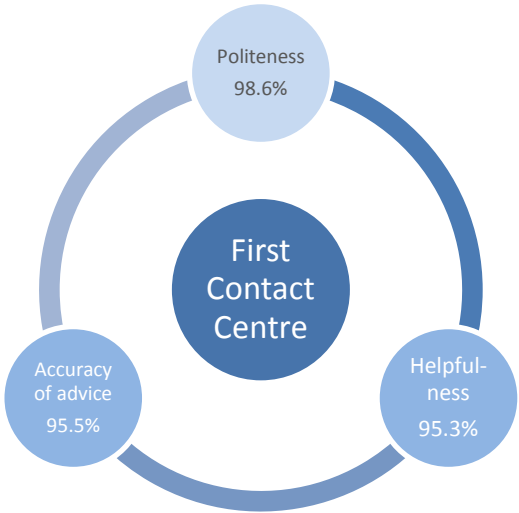 Politeness
98.6%
First
Contact
Centre
Accuracy
of advice
95.5%
Helpful-
ness
95.3%